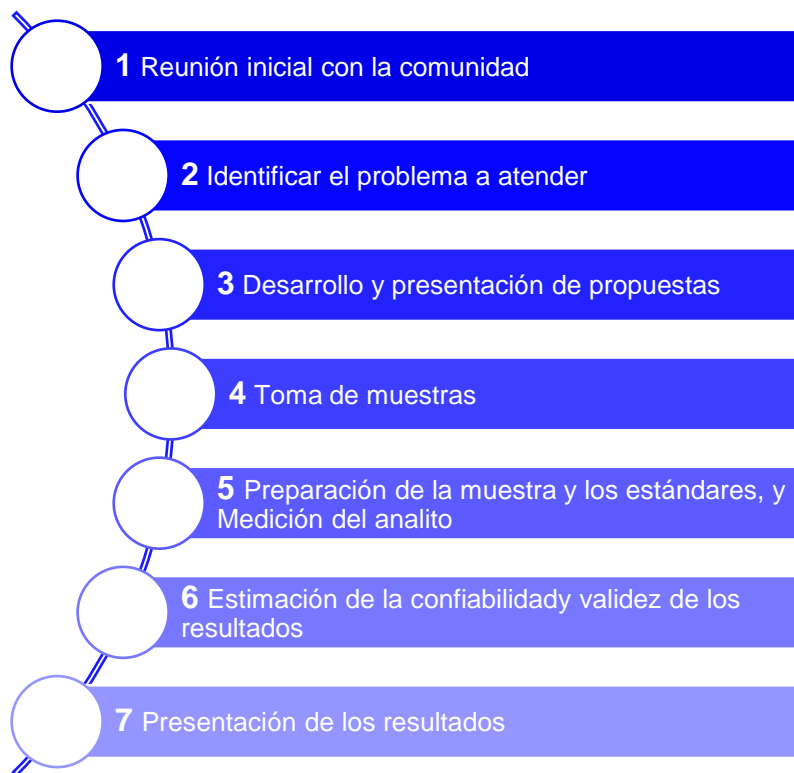 1 Reunión inicial con la comunidad
2 Identificar el problema a atender
3 Desarrollo y presentación de propuestas
4 Toma de muestras
5 Preparación de la muestra y los estándares, y
Medición del analito
6 Estimación de la confiabilidady validez de los
resultados
7 Presentación de los resultados